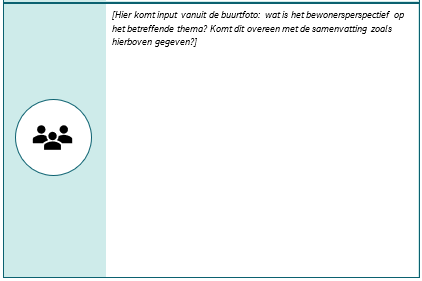 [Hier komt input vanuit de buurtfoto: wat is het bewonersperspectief op
het betreffende thema? Komt dit overeen met de samenvatting zoals
hierboven gegeven?]